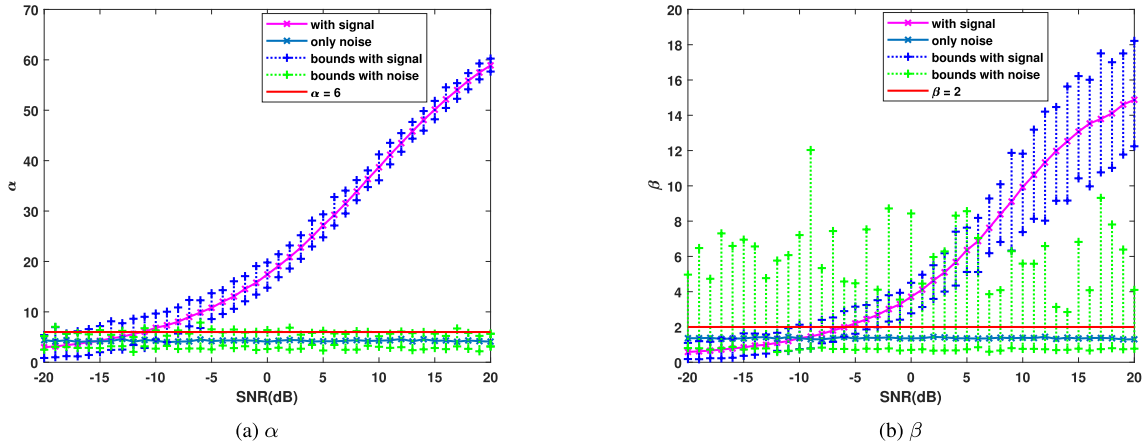 70
60
50
40
30
20
10
0
α
with signal
only noise
bounds with signal
bounds with noise
α = 6
-20 -15 -10 -5 0 5 10 15 20
SNR(dB)
(a) α
20
18
16
14
12
10
8
6
4
2
0
β
with signal
only noise
bounds with signal
bounds with noise
β = 2
-20 -15 -10 -5 0 5 10 15 20
SNR(dB)
(b) β